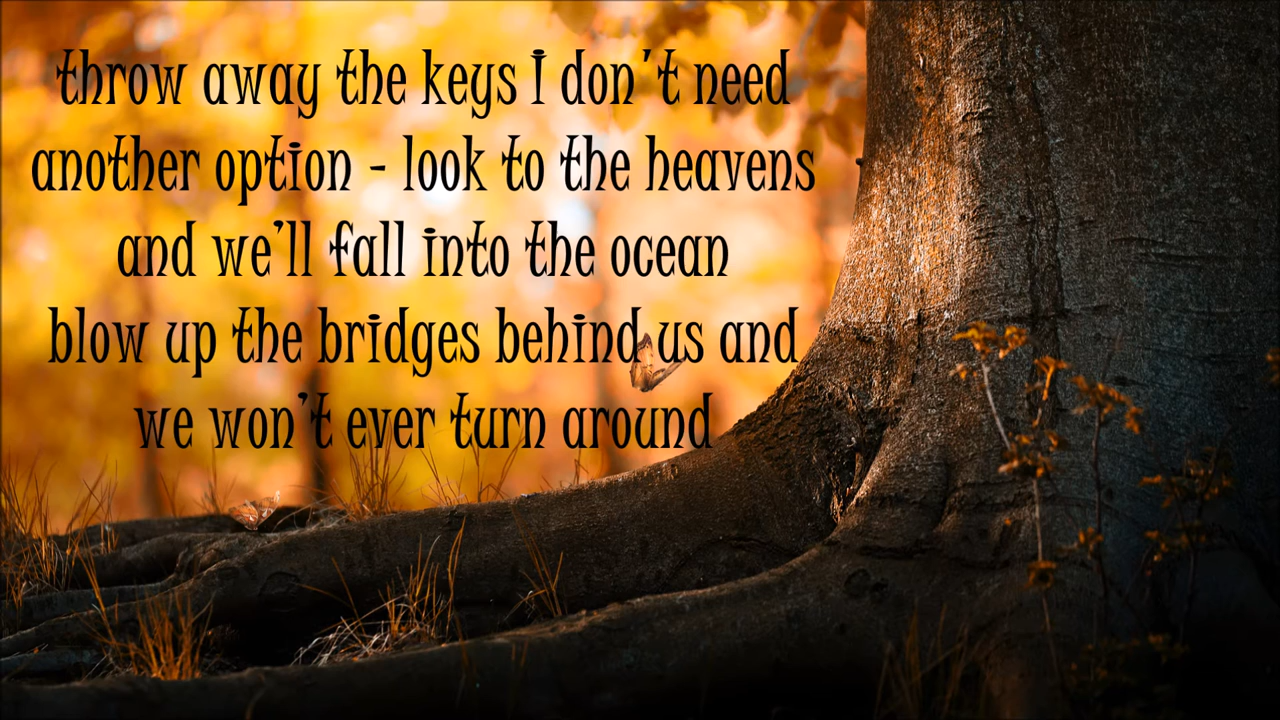 throw away the keys I don't need
another option - look to the heavens
and we'll fall into the ocean
blow up the bridges behind us and
we won't ever turn around